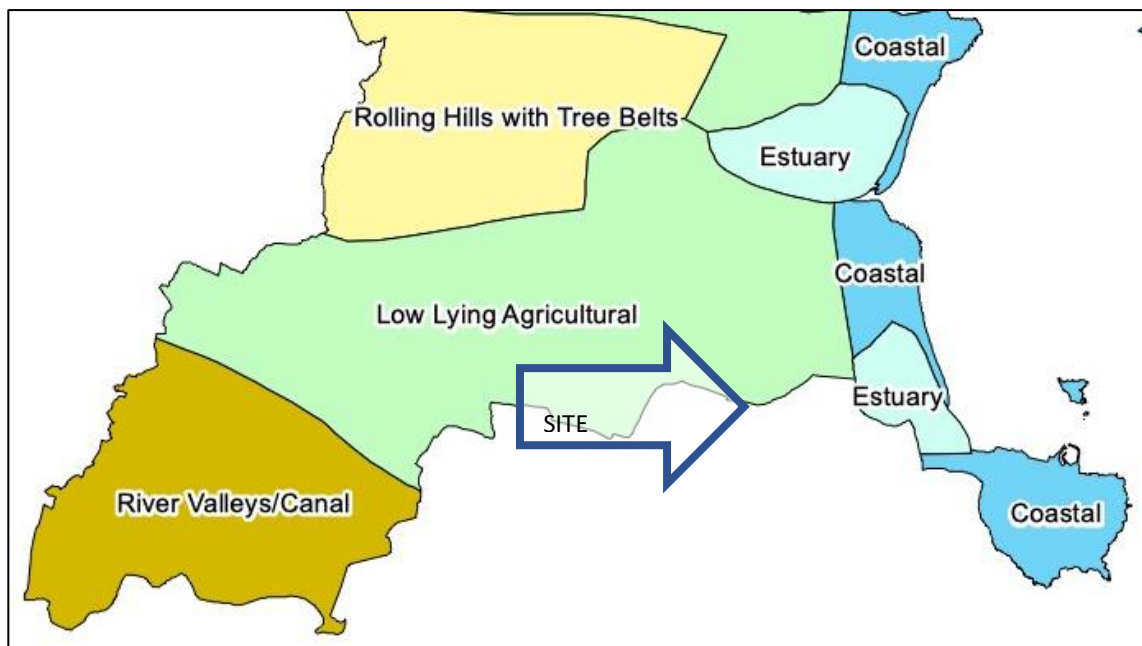 Coastal
Rolling Hills with Tree Belts
Estuary
Coastal
Low Lying Agricultural
Estuary
SITE
River Valleys/Canal
Coastal